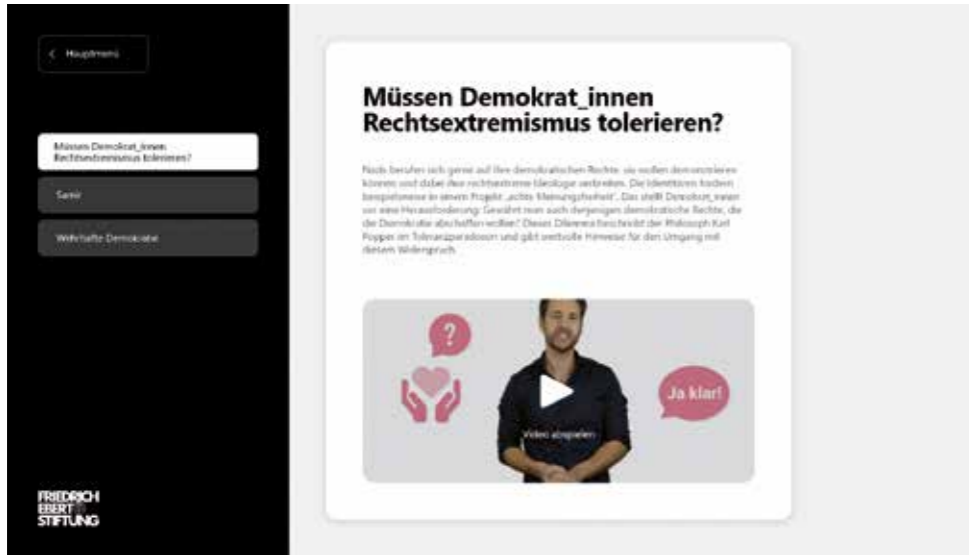 Hauptmenü
Müssen Demokrat_innen
Rechtsextremismus tolerieren?
Samir
Wehrhafte Demokratie
FRIEDRICH
EBERT
STIFTUNG
Müssen Demokrat_innen
Rechtsextremismus tolerieren?
Nazis berufen sich gerne auf ihre demokratischen Rechte: sie wollen demonstrieren
können und dabei ihre rechtsextreme Ideologie verbreiten. Die Identitären fordern
beispielsweise in einem Projekt „echte Meinungsfreiheit“. Das stellt Demokrat_innen
vor eine Herausforderung: Gewährt man auch denjenigen demokratische Rechte, die
die Demokratie abschaffen wollen? Dieses Dilemma beschreibt der Philosoph Karl
Popper im Toleranzparadoxon und gibt wertvolle Hinweise für den Umgang mit
diesem Widerspruch.
?
Ja klar!
Video abspielen